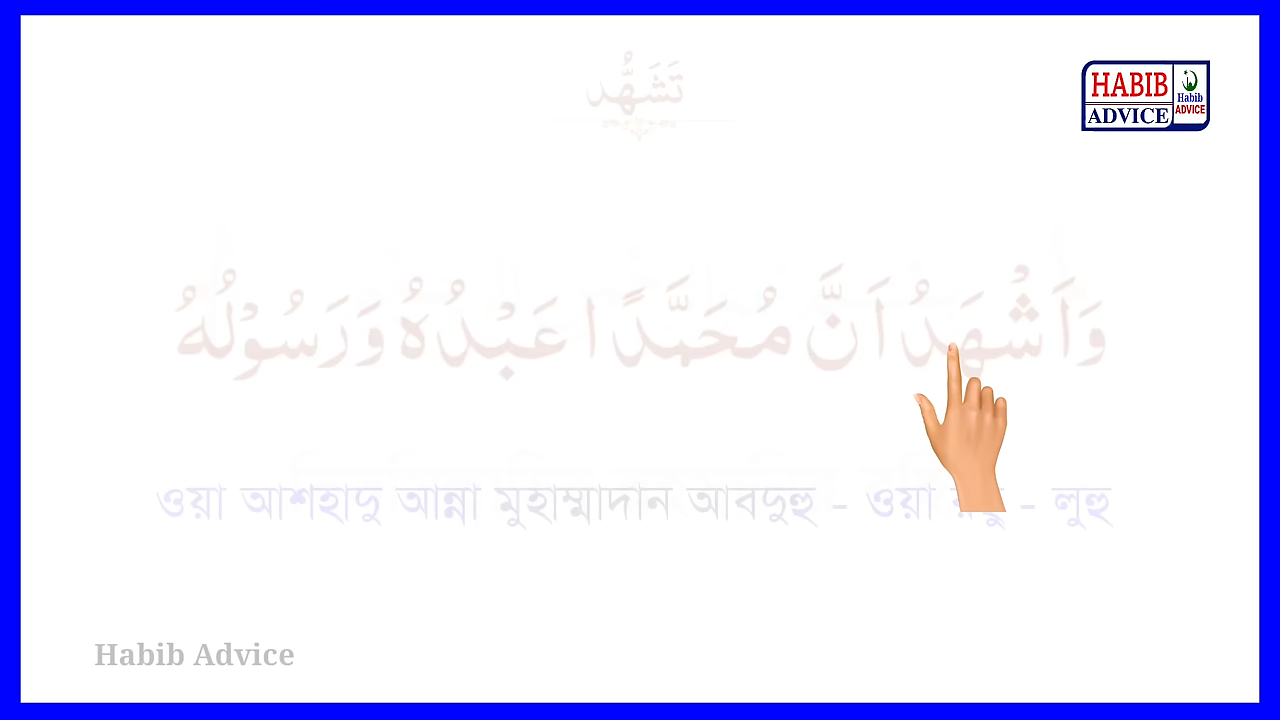 تَشَهُّد
HABIB
ADVICE
Habib
ADVICE
وَاَشْهَدُ اَنَّ مُحَمَّدًا عَبْدُهُ وَرَسُوْلُهُ
ওয়া আশহাদু আন্না মুহাম্মাদান আবদুহু - ওয়া - লুহু
Habib Advice